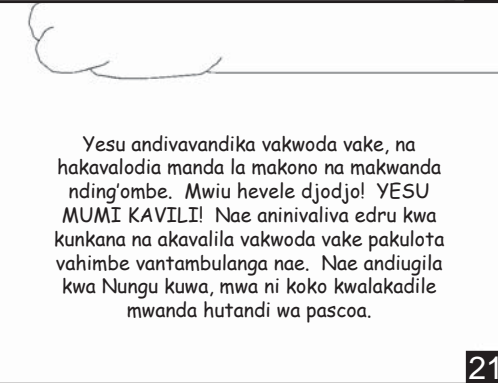 Yesu andivavandika vakwoda vake, na
hakavalodia manda la makono na makwanda
nding'ombe.  Mwiu hevele djodjo!  YESU
MUMI KAVILI!  Nae aninivaliva edru kwa
kunkana na akavalila vakwoda vake pakulota
vahimbe vantambulanga nae.  Nae andiugila
kwa Nungu kuwa, mwa ni koko kwalakadile
mwanda hutandi wa pascoa.
21